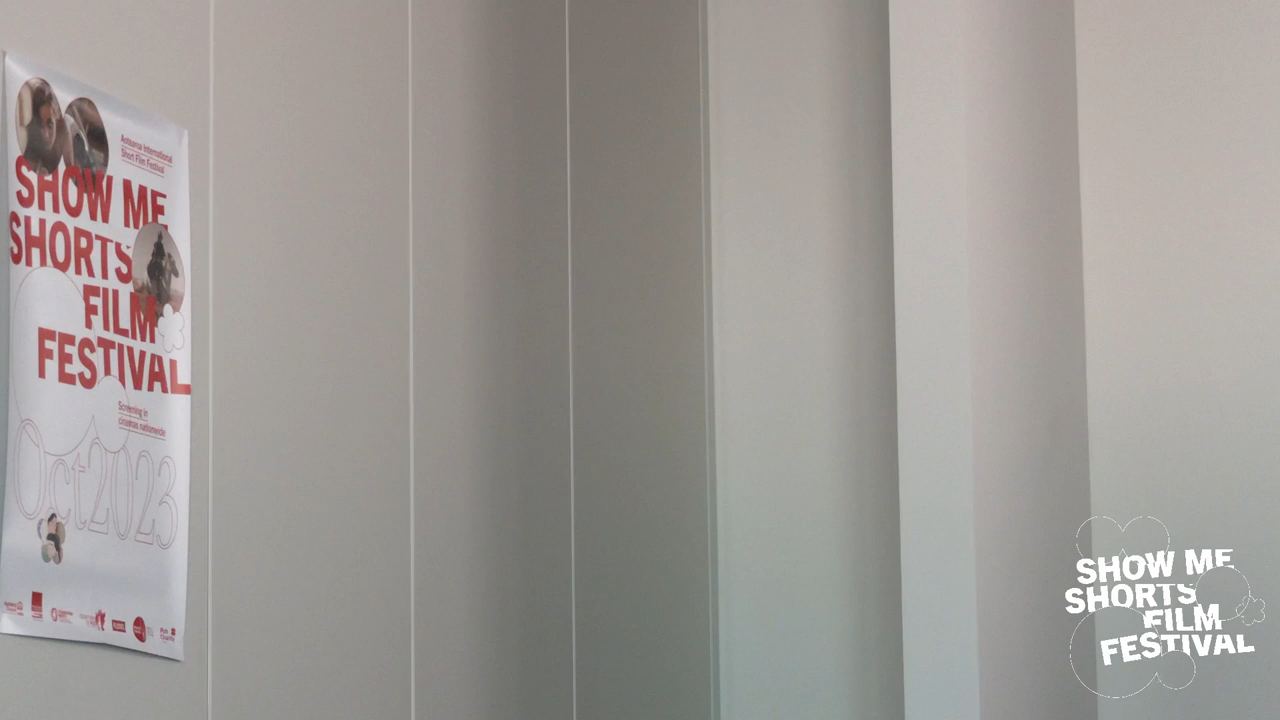 Aotearoa International
Short Film Festival
SHOW ME
SHORTS
FILM
FESTIVAL
Screening in
cinemas nationwide
Oct2023
SHOW ME
SHORTS
FILM
FESTIVAL